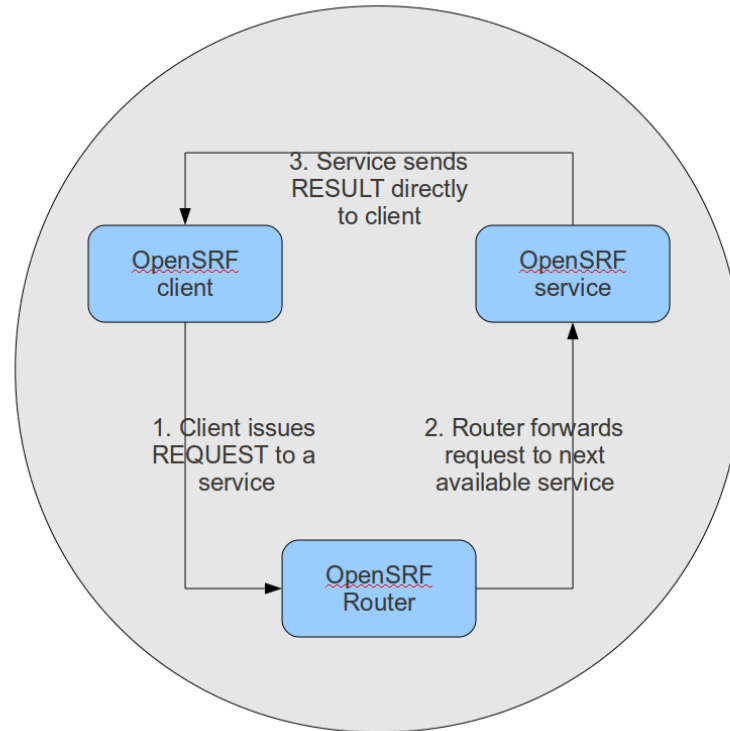 3. Service sends
RESULT directly
to client
OpenSRF
client
OpenSRF
service
1. Client issues
REQUEST to a
service
2. Router forwards
request to next
available service
OpenSRF
Router